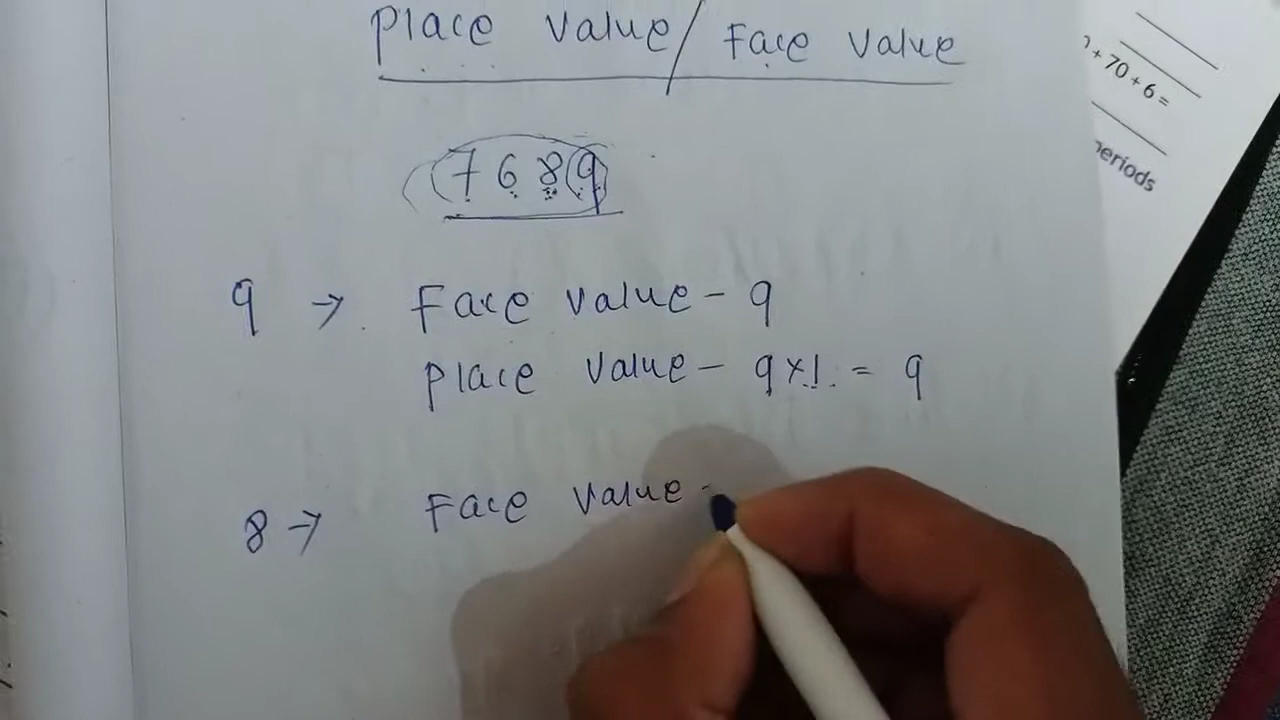 Place Value / Face Value
7689
9 → Face Value - 9
Place Value - 9×1 = 9
8 → Face Value -
+ 70 + 6 =
periods